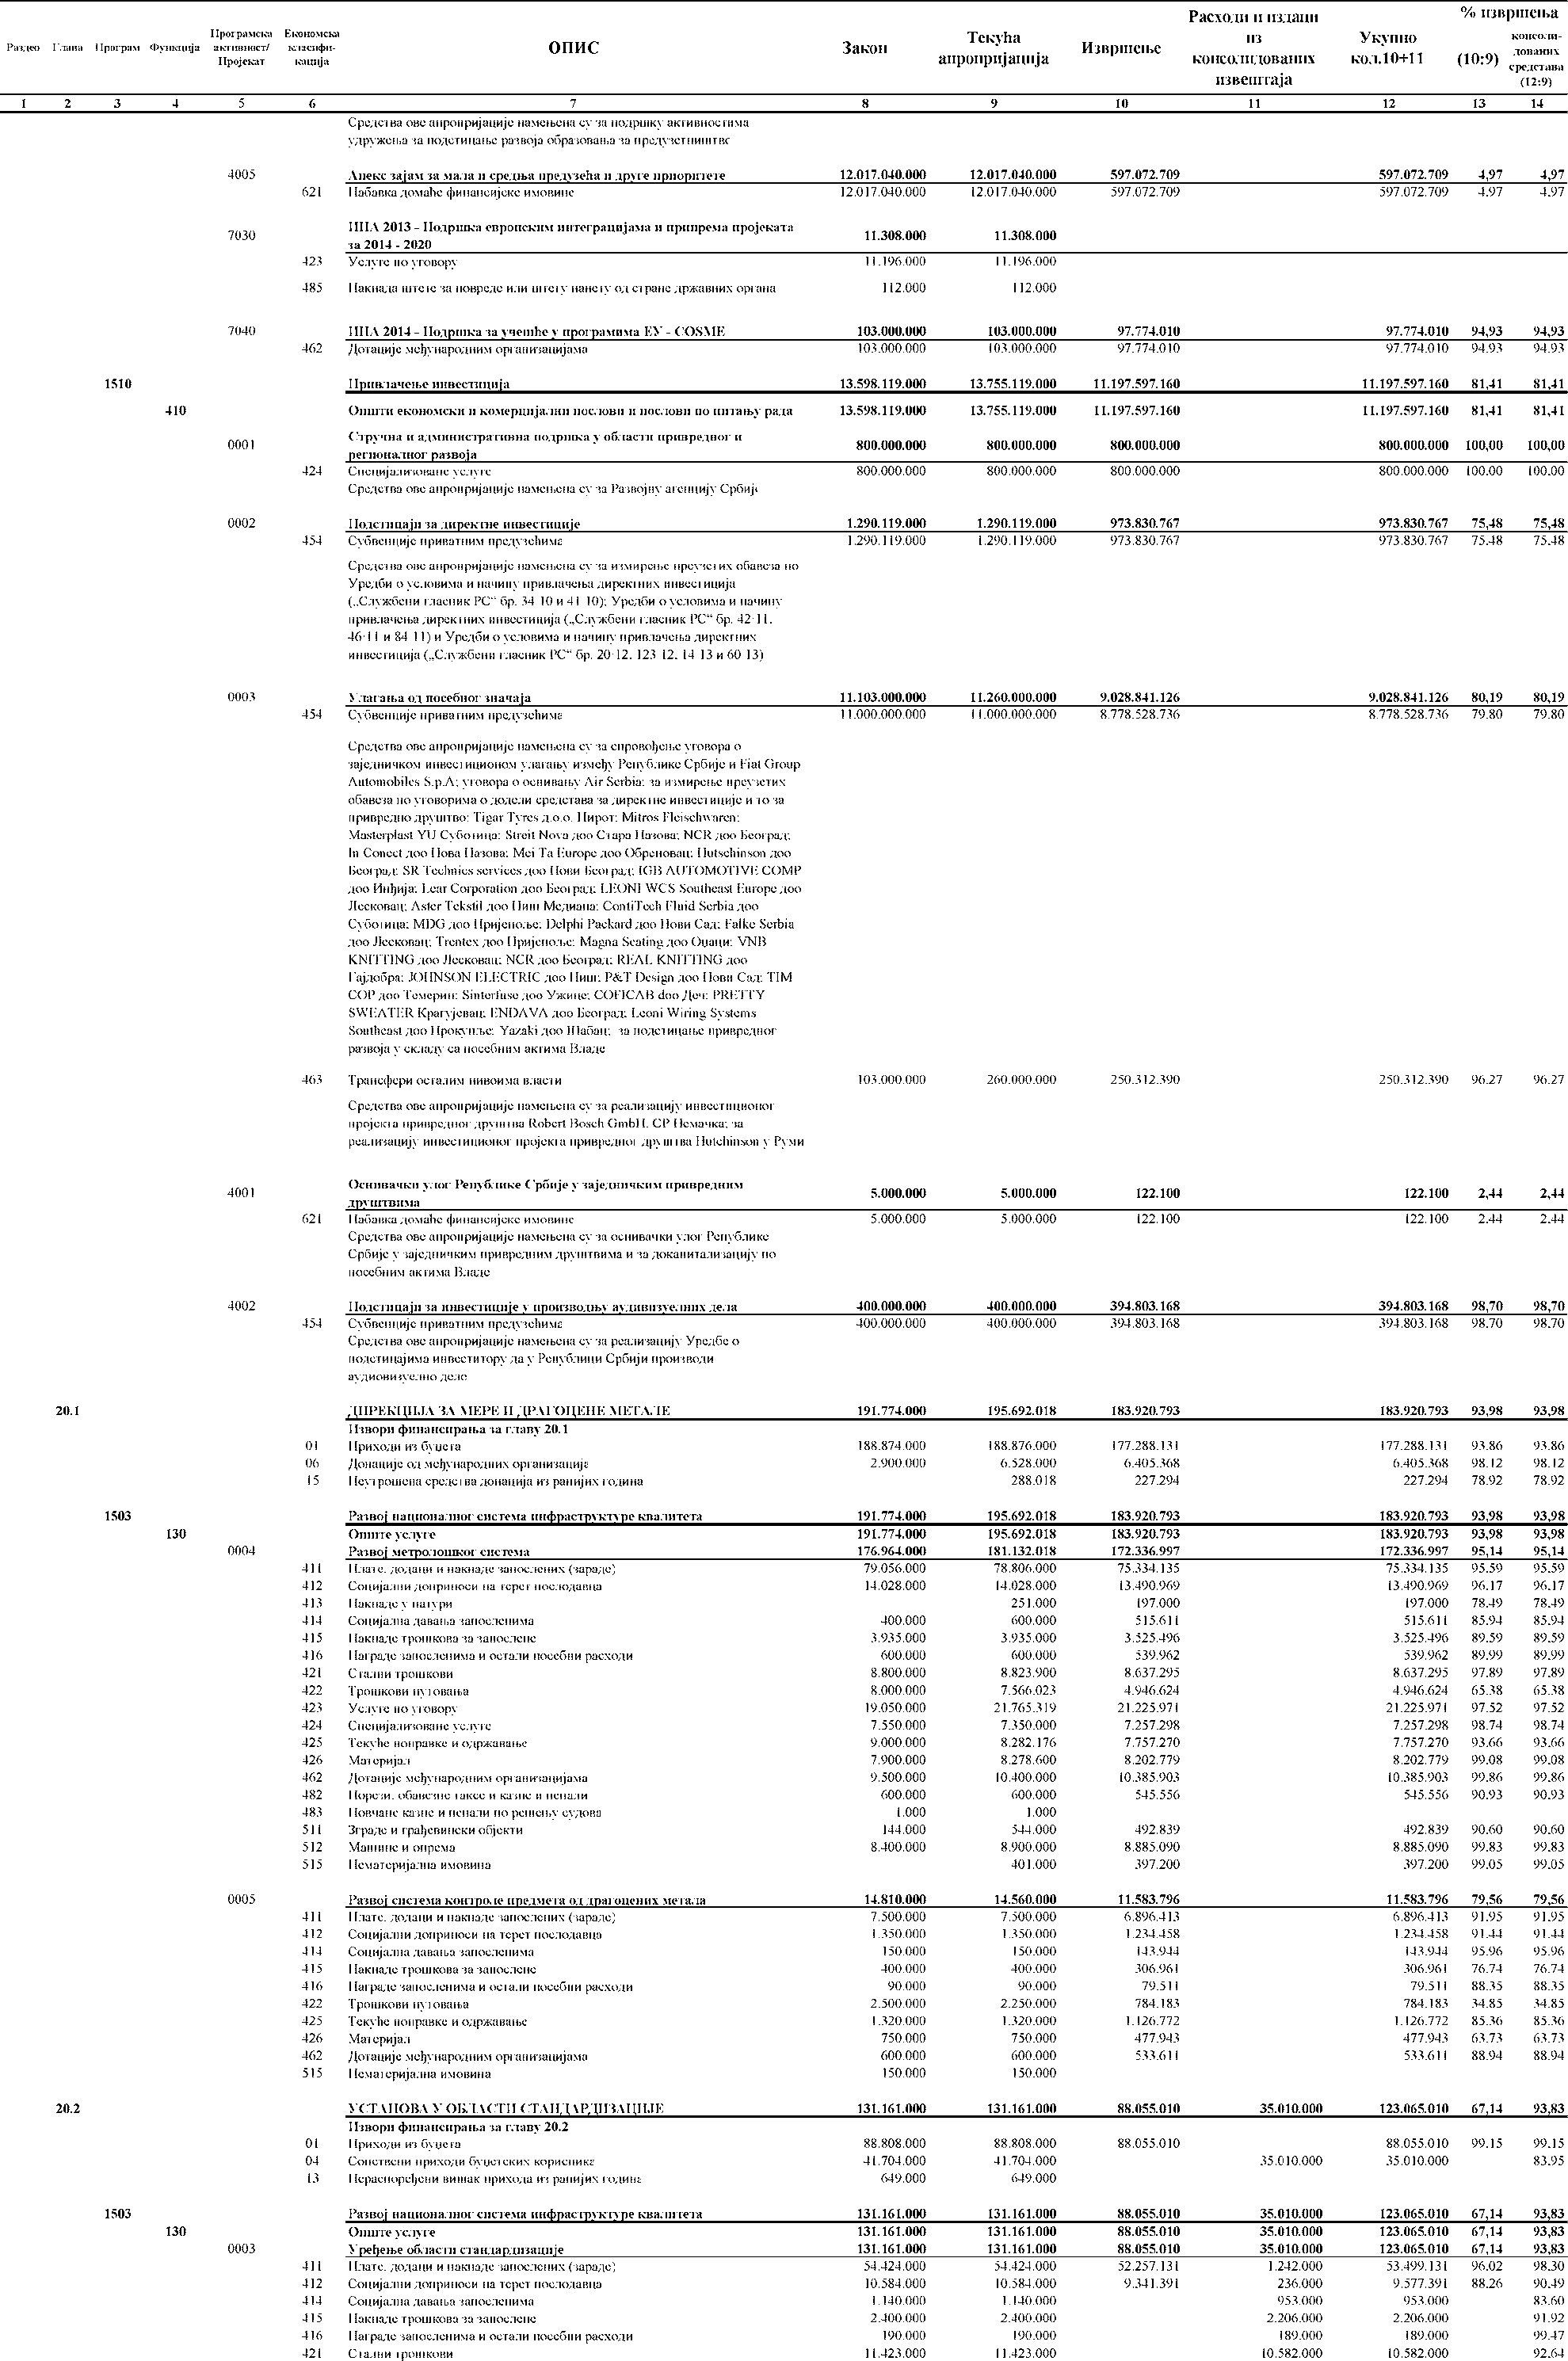 Раздео Глава Програм Функција Програмска активност/ Пројекат Економска класифи- кација ОПИС Закон Текућа апропријација Извршење Расходи и издаци из консолидованих извештаја Укупно кол.10+11 % извршења (10:9) консоли- дованих средстава (12:9)
1 2 3 4 5 6 7 8 9 10 11 12 13 14
Средства ове апропријације намењена су за подршку активностима
удружења за подстицање развоја образовања за предузетништво
4005 Апекс зајам за мала и средња предузећа и друге приоритете 12.017.040.000 12.017.040.000 597.072.709 597.072.709 4,97 4,97
621 Набавка домаће финансијске имовине 12.017.040.000 12.017.040.000 597.072.709 597.072.709 4.97 4.97
7030 ИПА 2013 - Подршка европским интеграцијама и припрема пројеката
за 2014 - 2020 11.308.000 11.308.000
423 Услуге по уговору 11.196.000 11.196.000
485 Накнада штете за повреде или штету нанету од стране државних органа 112.000 112.000
7040 ИПА 2014 - Подршка за учешће у програмима ЕУ - COSME 103.000.000 103.000.000 97.774.010 97.774.010 94,93 94,93
462 Дотације међународним организацијама 103.000.000 103.000.000 97.774.010 97.774.010 94.93 94.93
1510 Привлачење инвестиција 13.598.119.000 13.755.119.000 11.197.597.160 11.197.597.160 81,41 81,41
410 Општи економски и комерцијални послови и послови по питању рада 13.598.119.000 13.755.119.000 11.197.597.160 11.197.597.160 81,41 81,41
0001 Стручна и административна подршка у области привредног и
регионалног развоја 800.000.000 800.000.000 800.000.000 800.000.000 100,00 100,00
424 Специјализоване услуге 800.000.000 800.000.000 800.000.000 800.000.000 100.00 100.00
Средства ове апропријације намењена су за Развојну агенцију Србије
0002 Подстицаји за директне инвестиције 1.290.119.000 1.290.119.000 973.830.767 973.830.767 75,48 75,48
454 Субвенције приватним предузећима 1.290.119.000 1.290.119.000 973.830.767 973.830.767 75.48 75.48
Средства ове апропријације намењена су за измирење преузетих обавеза по
Уредби о условима и начину привлачења директних инвестиција
(„Службени гласник РС“ бр. 34/10 и 41/10); Уредби о условима и начину
привлачења директних инвестиција („Службени гласник РС“ бр. 42/11,
46/11 и 84/11) и Уредби о условима и начину привлачења директних
инвестиција („Службени гласник РС“ бр. 20/12, 123/12, 14/13 и 60/13)
0003 Улагања од посебног значаја 11.103.000.000 11.260.000.000 9.028.841.126 9.028.841.126 80,19 80,19
454 Субвенције приватним предузећима 11.000.000.000 11.000.000.000 8.778.528.736 8.778.528.736 79.80 79.80
Средства ове апропријације намењена су за спровођење уговора о
заједничком инвестиционом улагању између Републике Србије и Fiat Group
Automobiles S.p.A; уговора о оснивању Air Serbia; за измирење преузетих
обавеза по уговорима о додели средстава за директне инвестиције и то за
привредно друштво: Tigar Tyres д.о.о. Пирот; Mitros Fleischwaren;
Masterplast YU Суботица; Streit Nova доо Стара Пазова; NCR доо Београд;
In Conect доо Нова Пазова; Mei Ta Europe доо Обреновац; Hutschinson доо
Београд; SR Technics services доо Нови Београд; IGB AUTOMOTIVE COMP
доо Инђија; Lear Corporation доо Београд; LEONI WCS Southeast Europe доо
Лесковац; Aster Tekstil доо Ниш Медиана; ContiTech Fluid Serbia доо
Суботица; MDG доо Пријепоље; Delphi Packard доо Нови Сад; Falke Serbia
доо Лесковац; Trentex доо Пријепоље; Magna Seating доо Оџаци; VNB
KNITTING доо Лесковац; NCR доо Београд; REAL KNITTING доо
Гајдобра; JOHNSON ELECTRIC доо Ниш; P&T Design доо Нови Сад; TIM
COP доо Темерин; Sinterfuse доо Ужице; COFICAB доо Деч; PRETTY
SWEATER Крагујевац; ENDAVA доо Београд; Leoni Wiring Systems
Southeast доо Прокупље; Yazaki доо Шабац; за подстицање привредног
развоја у складу са посебним актима Владе
463 Трансфери осталим нивоима власти 103.000.000 260.000.000 250.312.390 250.312.390 96.27 96.27
Средства ове апропријације намењена су за реализацију инвестиционог
пројекта привредног друштва Robert Bosch GmbH, СР Немачка; за
реализацију инвестиционог пројекта привредног друштва Hutchinson у Руми
4001 Оснивачки улог Републике Србије у заједничким привредним
друштвима 5.000.000 5.000.000 122.100 122.100 2,44 2,44
621 Набавка домаће финансијске имовине 5.000.000 5.000.000 122.100 122.100 2.44 2.44
Средства ове апропријације намењена су за оснивачки улог Републике
Србије у заједничким привредним друштвима и за докапитализацију по
посебним актима Владе
4002 Подстицаји за инвестиције у производњу аудивизуелних дела 400.000.000 400.000.000 394.803.168 394.803.168 98,70 98,70
454 Субвенције приватним предузећима 400.000.000 400.000.000 394.803.168 394.803.168 98.70 98.70
Средства ове апропријације намењена су за реализацију Уредбе о
подстицајима инвеститору да у Републици Србији производи
аудиовизуелно дело
20.1 ДИРЕКЦИЈА ЗА МЕРЕ И ДРАГОЦЕНЕ МЕТАЛЕ 191.774.000 195.692.018 183.920.793 183.920.793 93,98 93,98
Извори финансирања за главу 20.1
01 Приходи из буџета 188.874.000 188.876.000 177.288.131 177.288.131 93.86 93.86
06 Донације од међународних организација 2.900.000 6.528.000 6.405.368 6.405.368 98.12 98.12
15 Неутрошена средства донација из ранијих година 288.018 227.294 227.294 78.92 78.92
1503 Развој националног система инфраструктуре квалитета 191.774.000 195.692.018 183.920.793 183.920.793 93,98 93,98
130 Опште услуге 191.774.000 195.692.018 183.920.793 183.920.793 93,98 93,98
0004 Развој метролошког система 176.964.000 181.132.018 172.336.997 172.336.997 95,14 95,14
411 Плате, додаци и накнаде запослених (зараде) 79.056.000 78.806.000 75.334.135 75.334.135 95.59 95.59
412 Социјални доприноси на терет послодавца 14.028.000 14.028.000 13.490.969 13.490.969 96.17 96.17
413 Накнаде у натури 251.000 197.000 197.000 78.49 78.49
414 Социјална давања запосленима 400.000 600.000 515.611 515.611 85.94 85.94
415 Накнаде трошкова за запослене 3.935.000 3.935.000 3.525.496 3.525.496 89.59 89.59
416 Награде запосленима и остали посебни расходи 600.000 600.000 539.962 539.962 89.99 89.99
421 Стални трошкови 8.800.000 8.823.900 8.637.295 8.637.295 97.89 97.89
422 Трошкови путовања 8.000.000 7.566.023 4.946.624 4.946.624 65.38 65.38
423 Услуге по уговору 19.050.000 21.765.319 21.225.971 21.225.971 97.52 97.52
424 Специјализоване услуге 7.550.000 7.350.000 7.257.298 7.257.298 98.74 98.74
425 Текуће поправке и одржавање 9.000.000 8.282.176 7.757.270 7.757.270 93.66 93.66
426 Материјал 7.900.000 8.278.600 8.202.779 8.202.779 99.08 99.08
462 Дотације међународним организацијама 9.500.000 10.400.000 10.385.903 10.385.903 99.86 99.86
482 Порези, обавезне таксе и казне и пенали 600.000 600.000 545.556 545.556 90.93 90.93
483 Новчане казне и пенали по решењу судова 1.000 1.000
511 Зграде и грађевински објекти 144.000 544.000 492.839 492.839 90.60 90.60
512 Машине и опрема 8.400.000 8.900.000 8.885.090 8.885.090 99.83 99.83
515 Нематеријална имовина 401.000 397.200 397.200 99.05 99.05
0005 Развој система контроле предмета од драгоцених метала 14.810.000 14.560.000 11.583.796 11.583.796 79,56 79,56
411 Плате, додаци и накнаде запослених (зараде) 7.500.000 7.500.000 6.896.413 6.896.413 91.95 91.95
412 Социјални доприноси на терет послодавца 1.350.000 1.350.000 1.234.458 1.234.458 91.44 91.44
414 Социјална давања запосленима 150.000 150.000 143.944 143.944 95.96 95.96
415 Накнаде трошкова за запослене 400.000 400.000 306.961 306.961 76.74 76.74
416 Награде запосленима и остали посебни расходи 90.000 90.000 79.511 79.511 88.35 88.35
422 Трошкови путовања 2.500.000 2.250.000 784.183 784.183 34.85 34.85
425 Текуће поправке и одржавање 1.320.000 1.320.000 1.126.772 1.126.772 85.36 85.36
426 Материјал 750.000 750.000 477.943 477.943 63.73 63.73
462 Дотације међународним организацијама 600.000 600.000 533.611 533.611 88.94 88.94
515 Нематеријална имовина 150.000 150.000
20.2 УСТАНОВА У ОБЛАСТИ СТАНДАРДИЗАЦИЈЕ 131.161.000 131.161.000 88.055.010 35.010.000 123.065.010 67,14 93,83
Извори финансирања за главу 20.2
01 Приходи из буџета 88.808.000 88.808.000 88.055.010 88.055.010 99.15 99.15
04 Сопствени приходи буџетских корисника 41.704.000 41.704.000 35.010.000 35.010.000 83.95
13 Нераспоређени вишак прихода из ранијих година 649.000 649.000
1503 Развој националног система инфраструктуре квалитета 131.161.000 131.161.000 88.055.010 35.010.000 123.065.010 67,14 93,83
130 Опште услуге 131.161.000 131.161.000 88.055.010 35.010.000 123.065.010 67,14 93,83
0003 Уређење области стандардизације 131.161.000 131.161.000 88.055.010 35.010.000 123.065.010 67,14 93,83
411 Плате, додаци и накнаде запослених (зараде) 54.424.000 54.424.000 52.257.131 1.242.000 53.499.131 96.02 98.30
412 Социјални доприноси на терет послодавца 10.584.000 10.584.000 9.341.391 236.000 9.577.391 88.26 90.49
414 Социјална давања запосленима 1.140.000 1.140.000 953.000 953.000 83.60
415 Накнаде трошкова за запослене 2.400.000 2.400.000 2.206.000 2.206.000 91.92
416 Награде запосленима и остали посебни расходи 190.000 190.000 189.000 189.000 99.47
421 Стални трошкови 11.423.000 11.423.000 10.582.000 10.582.000 92.64